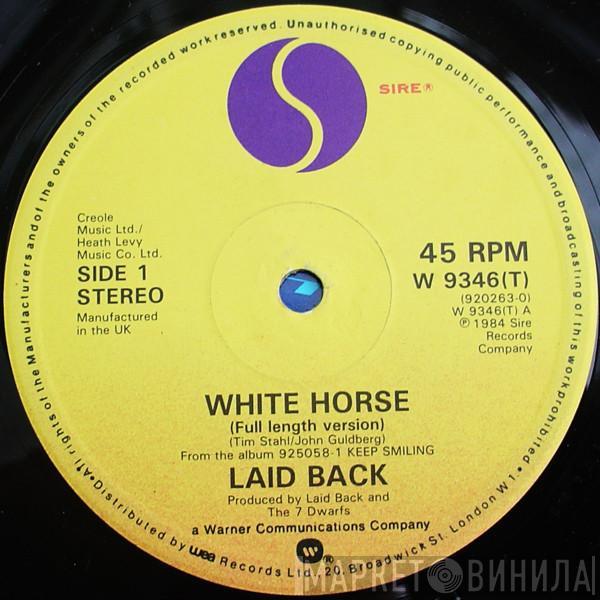 All rights of the Manufacturers and of the owners of the recorded work reserved. Unauthorised copying public performance and broadcasting of this work prohibited.
SIRE®
Creole
Music Ltd./
Heath Levy
Music Co. Ltd.
SIDE 1
STEREO
Manufactured
in the UK
45 RPM
W 9346(T)
(920263-0)
W 9346(T) A
℗ 1984 Sire
Records
Company
WHITE HORSE
(Full length version)
(Tim Stahl/John Guldberg)
From the album 925058-1 KEEP SMILING
LAID BACK
Produced by Laid Back and
The 7 Dwarfs
a Warner Communications Company
®
•Distributed by wea Records Ltd., 20, Broadwick St. London W1.•
МАРКЕТ ВИНИЛА